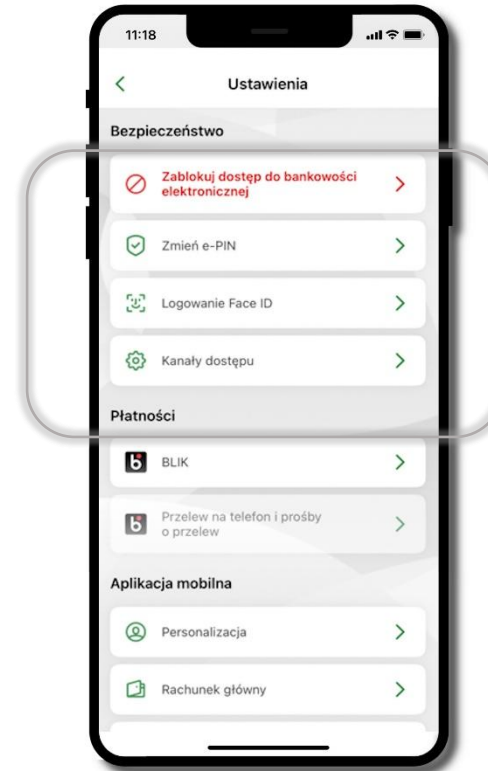 11:18
Ustawienia
Bezpieczeństwo
Zablokuj dostęp do bankowości
elektronicznej
Zmień e-PIN
Logowanie Face ID
Kanały dostępu
Płatności
BLIK
Przelew na telefon i prośby
o przelew
Aplikacja mobilna
Personalizacja
Rachunek główny